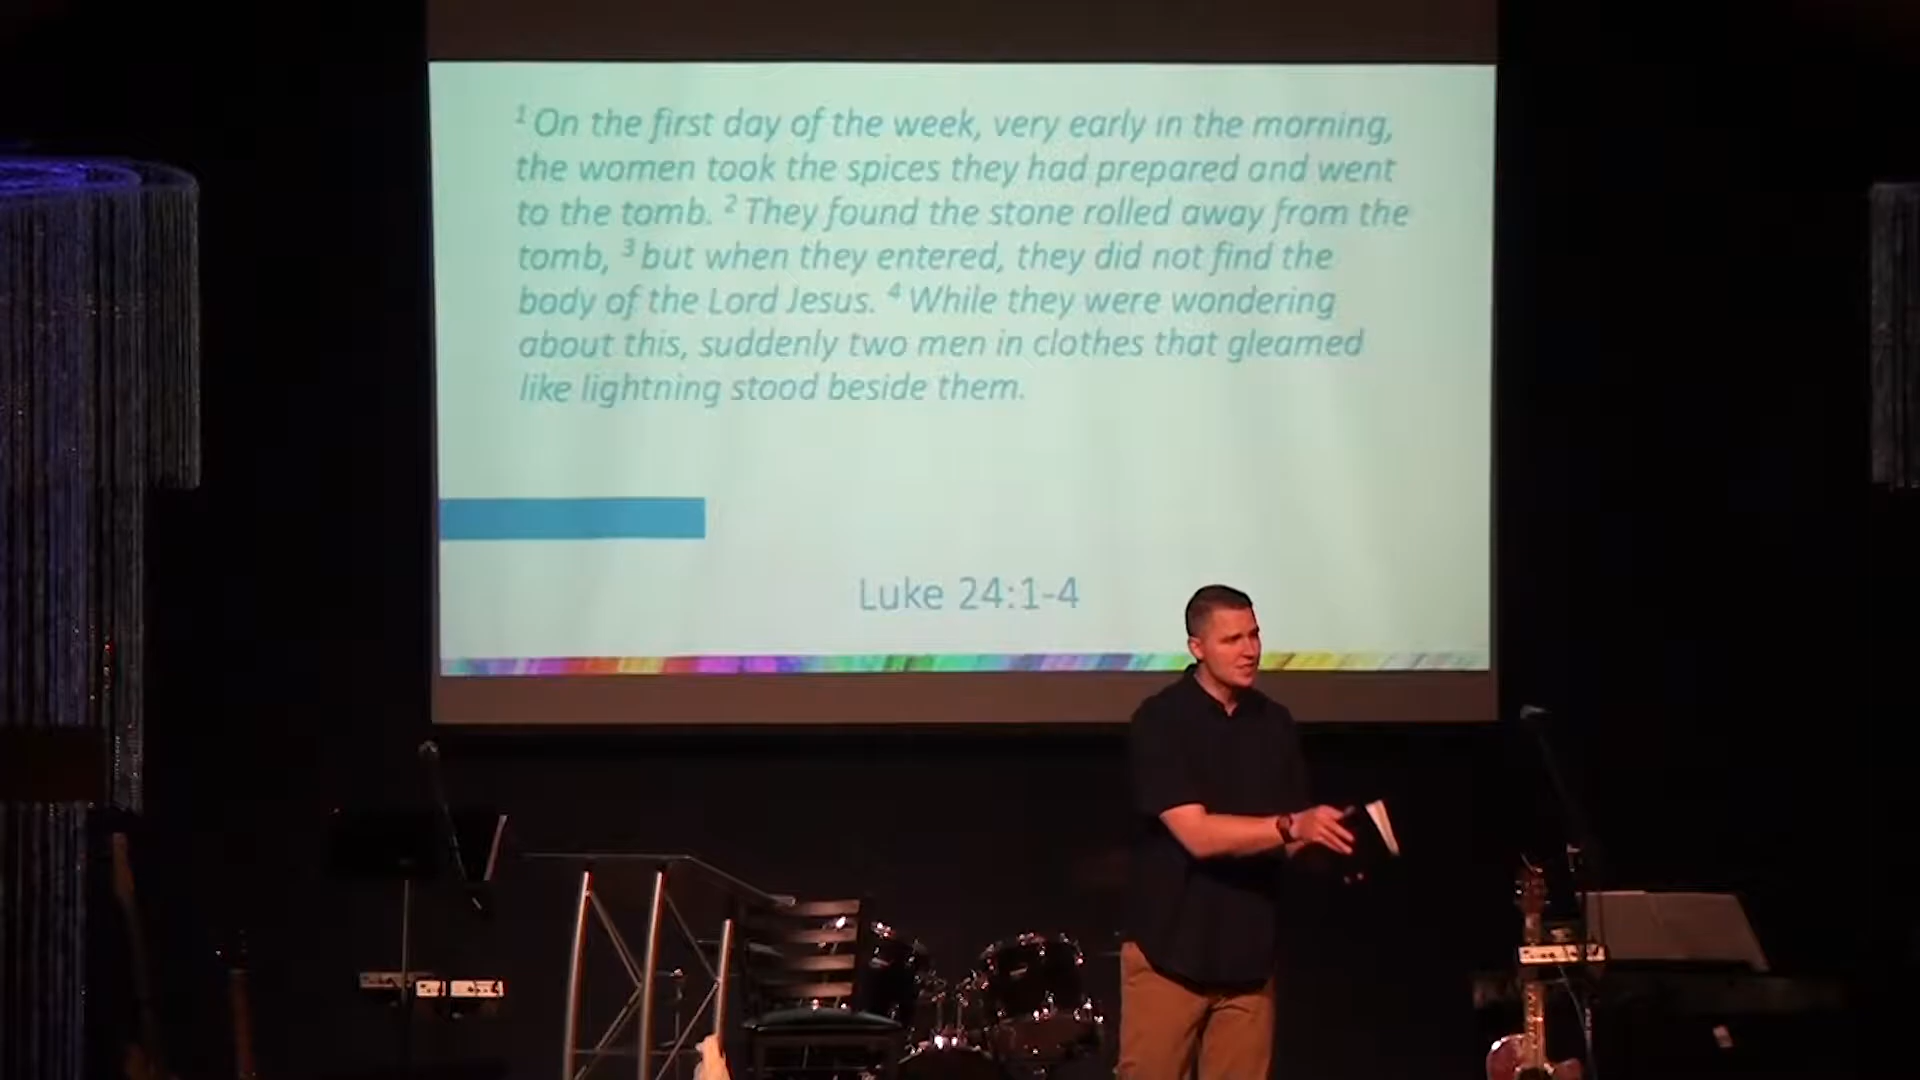 1 On the first day of the week, very early in the morning,
the women took the spices they had prepared and went
to the tomb. 2 They found the stone rolled away from the
tomb, 3 but when they entered, they did not find the
body of the Lord Jesus. 4 While they were wondering
about this, suddenly two men in clothes that gleamed
like lightning stood beside them.
Luke 24:1-4